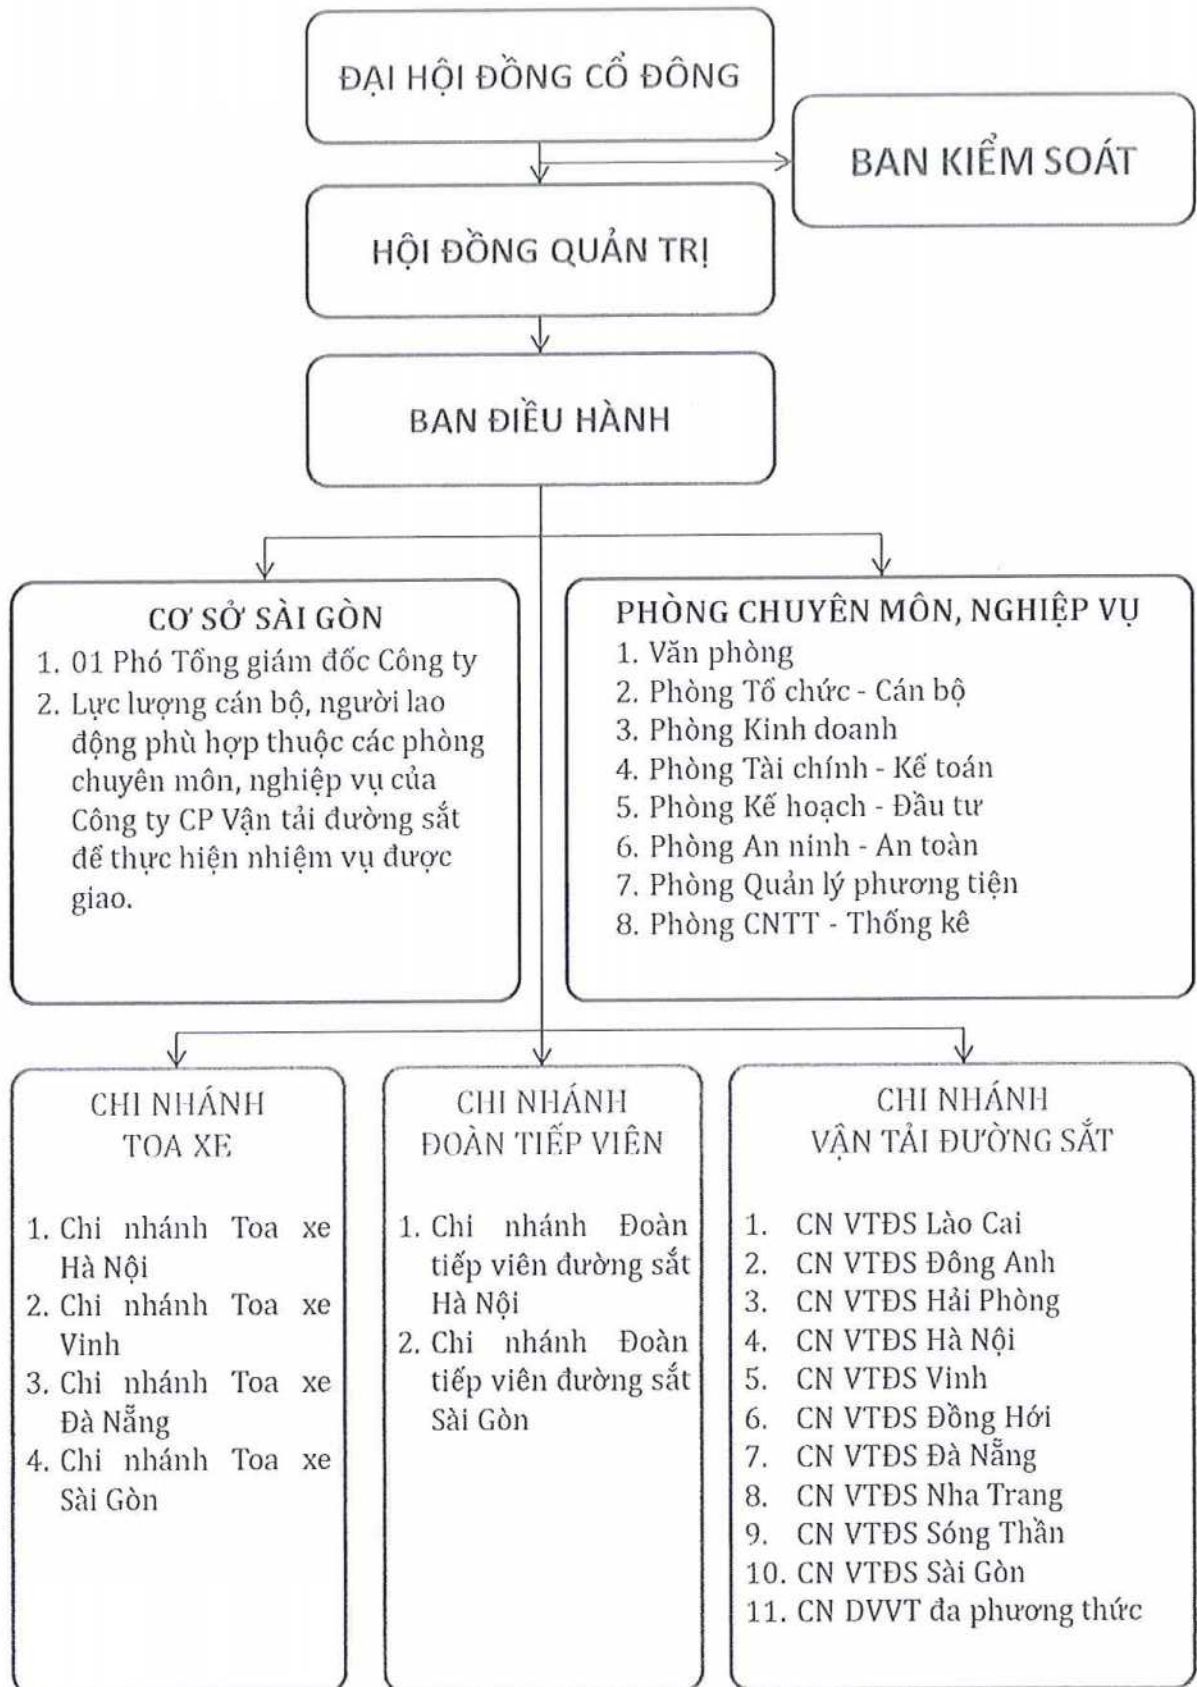 ĐẠI HỘI ĐỒNG CỔ ĐÔNG
BAN KIỂM SOÁT
HỘI ĐỒNG QUẢN TRỊ
BAN ĐIỀU HÀNH
CƠ SỞ SÀI GÒN
1. 01 Phó Tổng giám đốc Công ty
2. Lực lượng cán bộ, người lao
động phù hợp thuộc các phòng
chuyên môn, nghiệp vụ của
Công ty CP Vận tải đường sắt
để thực hiện nhiệm vụ được
giao.
PHÒNG CHUYÊN MÔN, NGHIỆP VỤ
1. Văn phòng
2. Phòng Tổ chức - Cán bộ
3. Phòng Kinh doanh
4. Phòng Tài chính - Kế toán
5. Phòng Kế hoạch - Đầu tư
6. Phòng An ninh - An toàn
7. Phòng Quản lý phương tiện
8. Phòng CNTT - Thống kê
CHI NHÁNH
TOA XE
1. Chi nhánh Toa xe
Hà Nội
2. Chi nhánh Toa xe
Vinh
3. Chi nhánh Toa xe
Đà Nẵng
4. Chi nhánh Toa xe
Sài Gòn
CHI NHÁNH
ĐOÀN TIẾP VIÊN
1. Chi nhánh Đoàn
tiếp viên đường sắt
Hà Nội
2. Chi nhánh Đoàn
tiếp viên đường sắt
Sài Gòn
CHI NHÁNH
VẬN TẢI ĐƯỜNG SẮT
1. CN VTĐS Lào Cai
2. CN VTĐS Đông Anh
3. CN VTĐS Hải Phòng
4. CN VTĐS Hà Nội
5. CN VTĐS Vinh
6. CN VTĐS Đồng Hới
7. CN VTĐS Đà Nẵng
8. CN VTĐS Nha Trang
9. CN VTĐS Sóng Thần
10. CN VTĐS Sài Gòn
11. CN DVVT đa phương thức